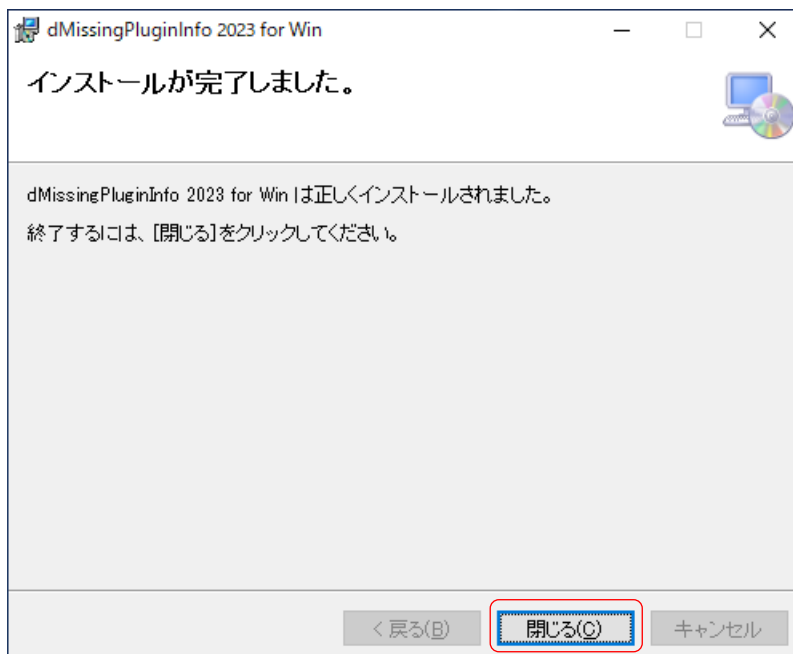 dMissingPluginInfo 2023 for Win
インストールが完了しました。
dMissingPluginInfo 2023 for Win は正しくインストールされました。
終了するには、[閉じる]をクリックしてください。
< 戻る(B)
閉じる(C)
キャンセル